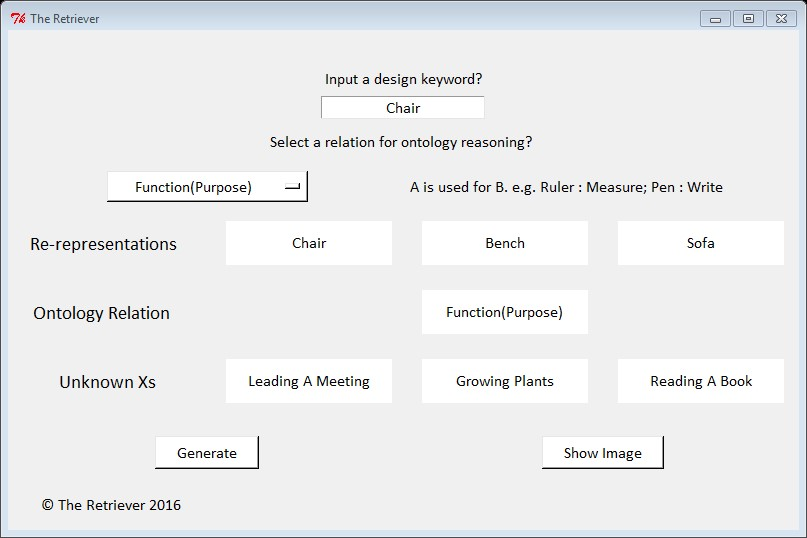 The Retriever
Input a design keyword?
Chair
Select a relation for ontology reasoning?
Function(Purpose) A is used for B. e.g. Ruler : Measure; Pen : Write
Re-representations Chair Bench Sofa
Ontology Relation Function(Purpose)
Unknown Xs Leading A Meeting Growing Plants Reading A Book
Generate Show Image
© The Retriever 2016